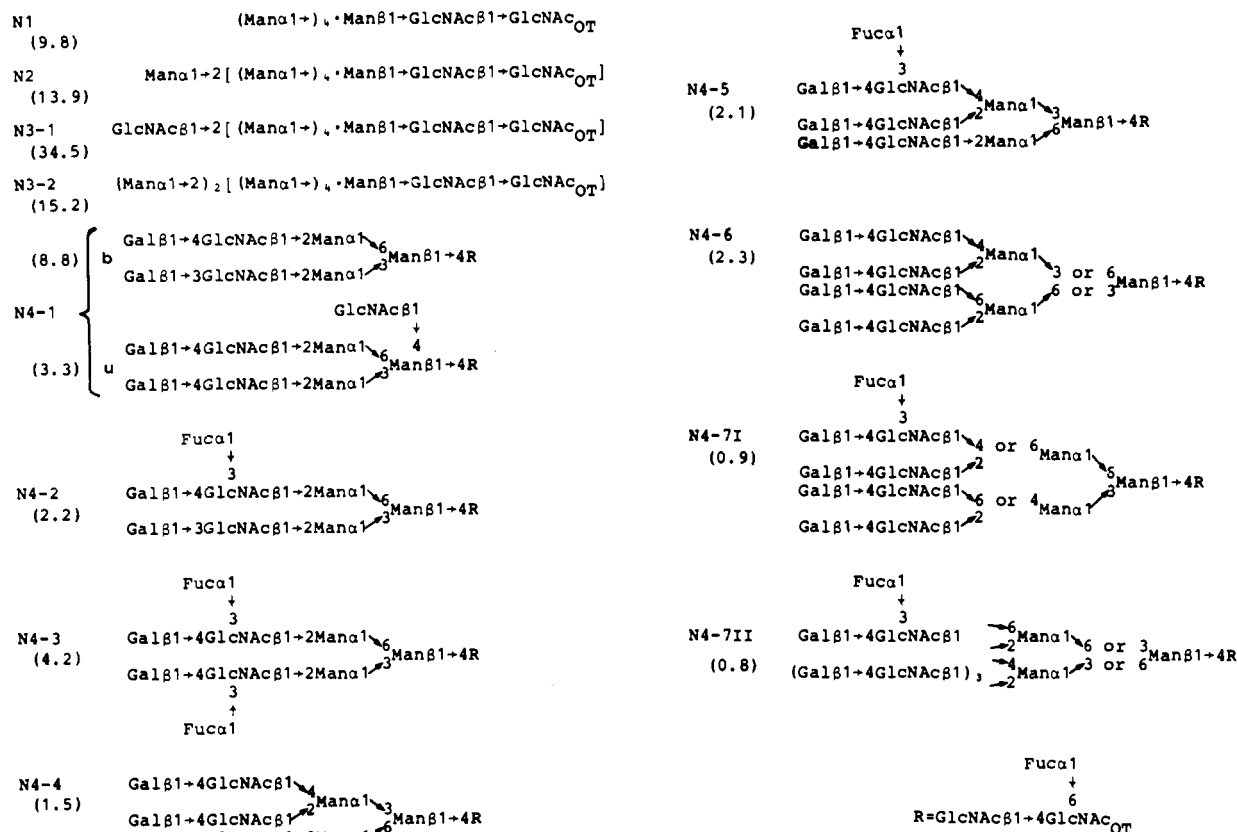 N1 (Manα1→)₄·Manβ1→GlcNAcβ1→GlcNAcOT
(9.8)
N2 Manα1→2[(Manα1→)₄·Manβ1→GlcNAcβ1→GlcNAcOT]
(13.9)
N3-1 GlcNAcβ1→2[(Manα1→)₄·Manβ1→GlcNAcβ1→GlcNAcOT]
(34.5)
N3-2 (Manα1→2)₂[(Manα1→)₄·Manβ1→GlcNAcβ1→GlcNAcOT]
(15.2)
N4-1
(8.8) b
Galβ1→4GlcNAcβ1→2Manα1↘6
Manβ1→4R
Galβ1→3GlcNAcβ1→2Manα1↗3
(3.3) u
GlcNAcβ1
↓
4
Galβ1→4GlcNAcβ1→2Manα1↘6
Manβ1→4R
Galβ1→4GlcNAcβ1→2Manα1↗3
Fucα1
↓
3
N4-2 Galβ1→4GlcNAcβ1→2Manα1↘6
(2.2) Manβ1→4R
Galβ1→3GlcNAcβ1→2Manα1↗3
Fucα1
↓
3
N4-3 Galβ1→4GlcNAcβ1→2Manα1↘6
(4.2) Manβ1→4R
Galβ1→4GlcNAcβ1→2Manα1↗3
3
↑
Fucα1
N4-4 Galβ1→4GlcNAcβ1↘4
(1.5) Manα1↘3
Galβ1→4GlcNAcβ1↗2 Manβ1→4R
6
Fucα1
↓
3
N4-5 Galβ1→4GlcNAcβ1↘4
(2.1) Manα1↘3
Galβ1→4GlcNAcβ1↗2 Manβ1→4R
Galβ1→4GlcNAcβ1→2Manα1↗6
N4-6 Galβ1→4GlcNAcβ1↘4
(2.3) Manα1↘
Galβ1→4GlcNAcβ1↗2 3 or 6
Manβ1→4R
Galβ1→4GlcNAcβ1↘6 6 or 3
Manα1↗
Galβ1→4GlcNAcβ1↗2
Fucα1
↓
3
N4-7I Galβ1→4GlcNAcβ1↘4 or 6
(0.9) Manα1↘6
Galβ1→4GlcNAcβ1↗2
Manβ1→4R
Galβ1→4GlcNAcβ1↘6 or 4
Manα1↗3
Galβ1→4GlcNAcβ1↗2
Fucα1
↓
3
N4-7II Galβ1→4GlcNAcβ1 →6
(0.8) Manα1↘6 or 3
→2 Manβ1→4R
(Galβ1→4GlcNAcβ1)₃ →4
Manα1↗3 or 6
→2
Fucα1
↓
6
R=GlcNAcβ1→4GlcNAcOT